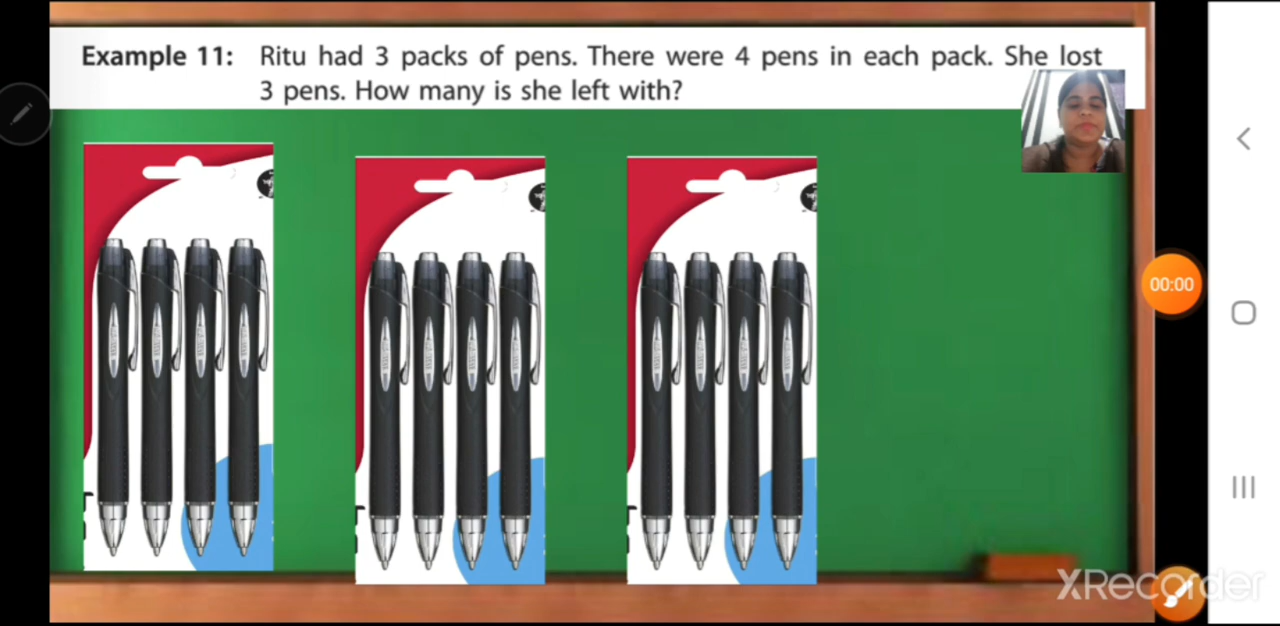 Example 11: Ritu had 3 packs of pens. There were 4 pens in each pack. She lost
3 pens. How many is she left with?
00:00
XRecorder